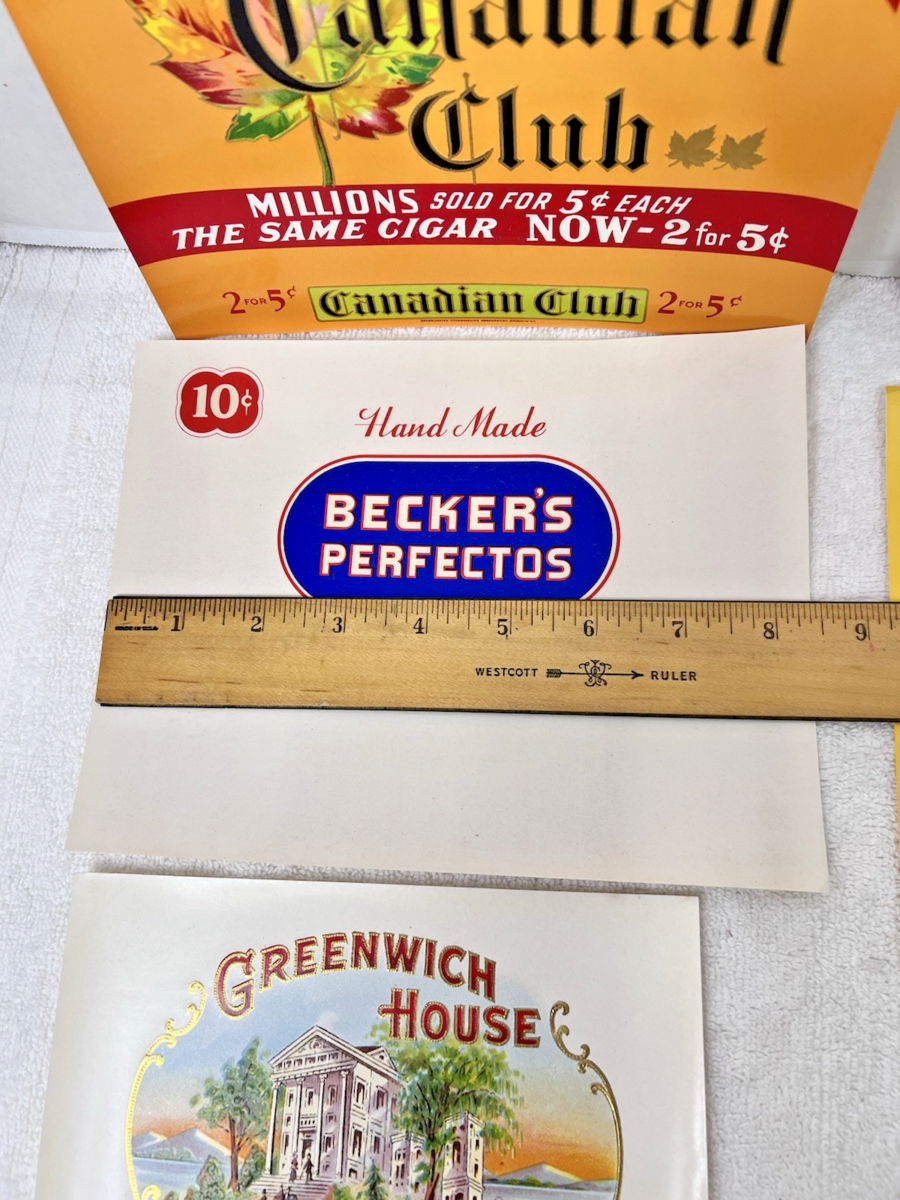 Canadian
Club
MILLIONS SOLD FOR 5¢ EACH
THE SAME CIGAR NOW - 2 for 5¢
2 FOR 5¢
Canadian Club
2 FOR 5¢
10¢
Hand Made
BECKER'S
PERFECTOS
1 2 3 4 5 6 7 8 9
MADE IN U.S.A.
WESTCOTT RULER
GREENWICH
HOUSE